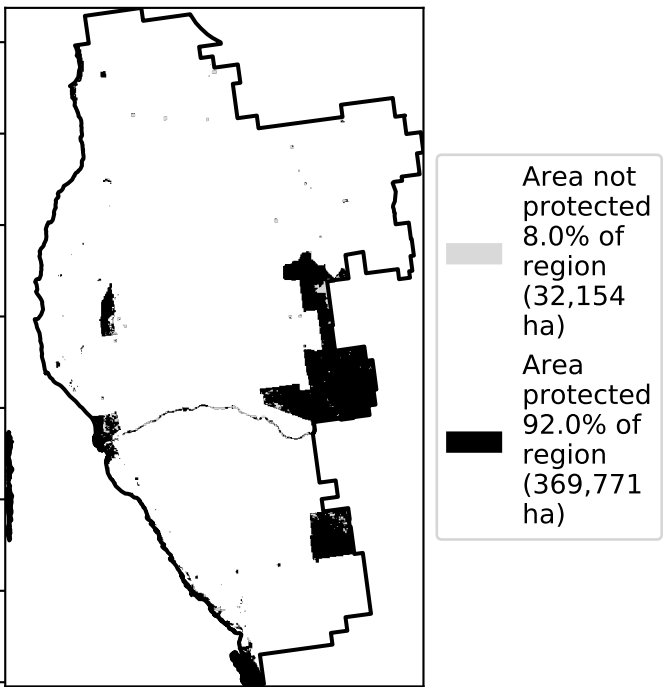 Area not
protected
8.0% of
region
(32,154
ha)
Area
protected
92.0% of
region
(369,771
ha)